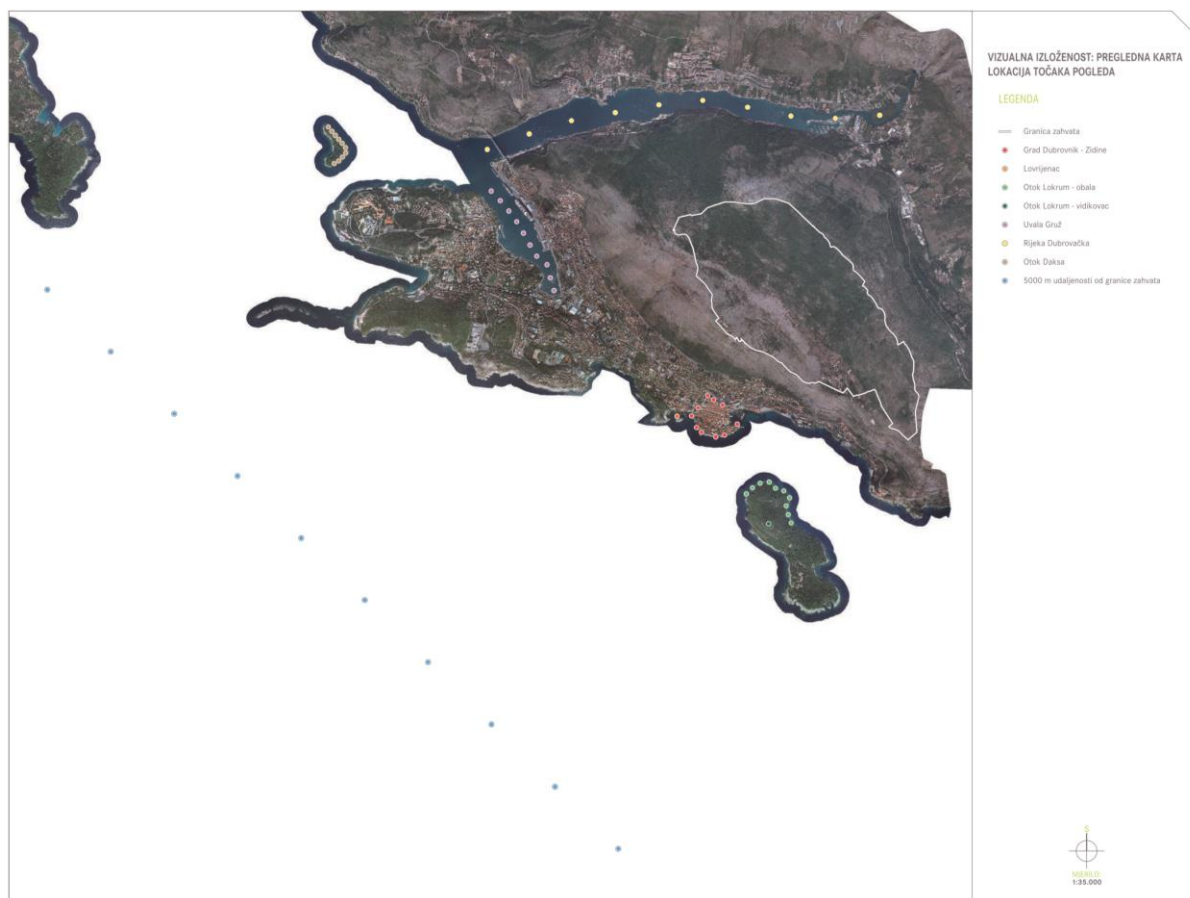 VIZUALNA IZLOŽENOST: PREGLEDNA KARTA
LOKACIJA TOČAKA POGLEDA
LEGENDA
Granica zahvata
Grad Dubrovnik - Zidine
Lovrijenac
Otok Lokrum - obala
Otok Lokrum - vidikovac
Uvala Gruž
Rijeka Dubrovačka
Otok Daksa
5000 m udaljenosti od granice zahvata
S
MJERILO:
1:35.000